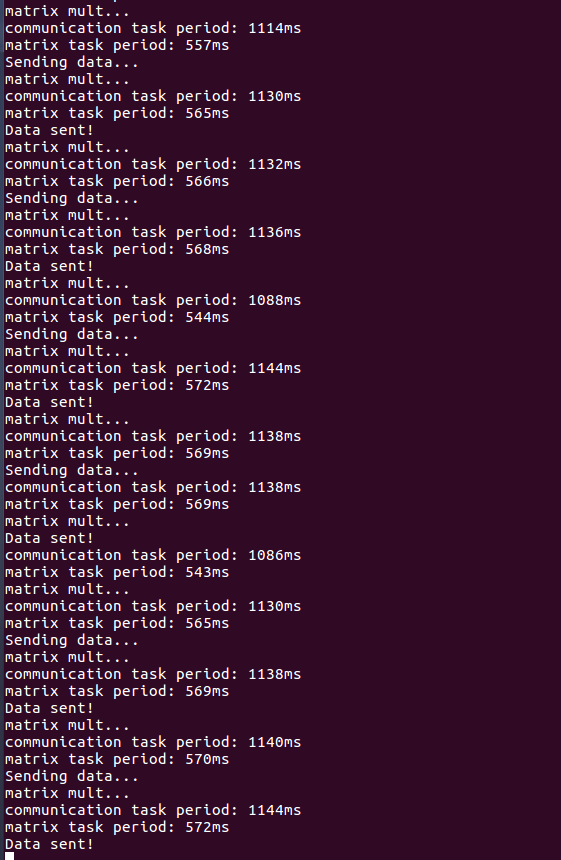 matrix mult...
communication task period: 1114ms
matrix task period: 557ms
Sending data...
matrix mult...
communication task period: 1130ms
matrix task period: 565ms
Data sent!
matrix mult...
communication task period: 1132ms
matrix task period: 566ms
Sending data...
matrix mult...
communication task period: 1136ms
matrix task period: 568ms
Data sent!
matrix mult...
communication task period: 1088ms
matrix task period: 544ms
Sending data...
matrix mult...
communication task period: 1144ms
matrix task period: 572ms
Data sent!
matrix mult...
communication task period: 1138ms
matrix task period: 569ms
Sending data...
communication task period: 1138ms
matrix task period: 569ms
matrix mult...
Data sent!
communication task period: 1086ms
matrix task period: 543ms
matrix mult...
communication task period: 1130ms
matrix task period: 565ms
Sending data...
matrix mult...
communication task period: 1138ms
matrix task period: 569ms
Data sent!
matrix mult...
communication task period: 1140ms
matrix task period: 570ms
Sending data...
matrix mult...
communication task period: 1144ms
matrix task period: 572ms
Data sent!